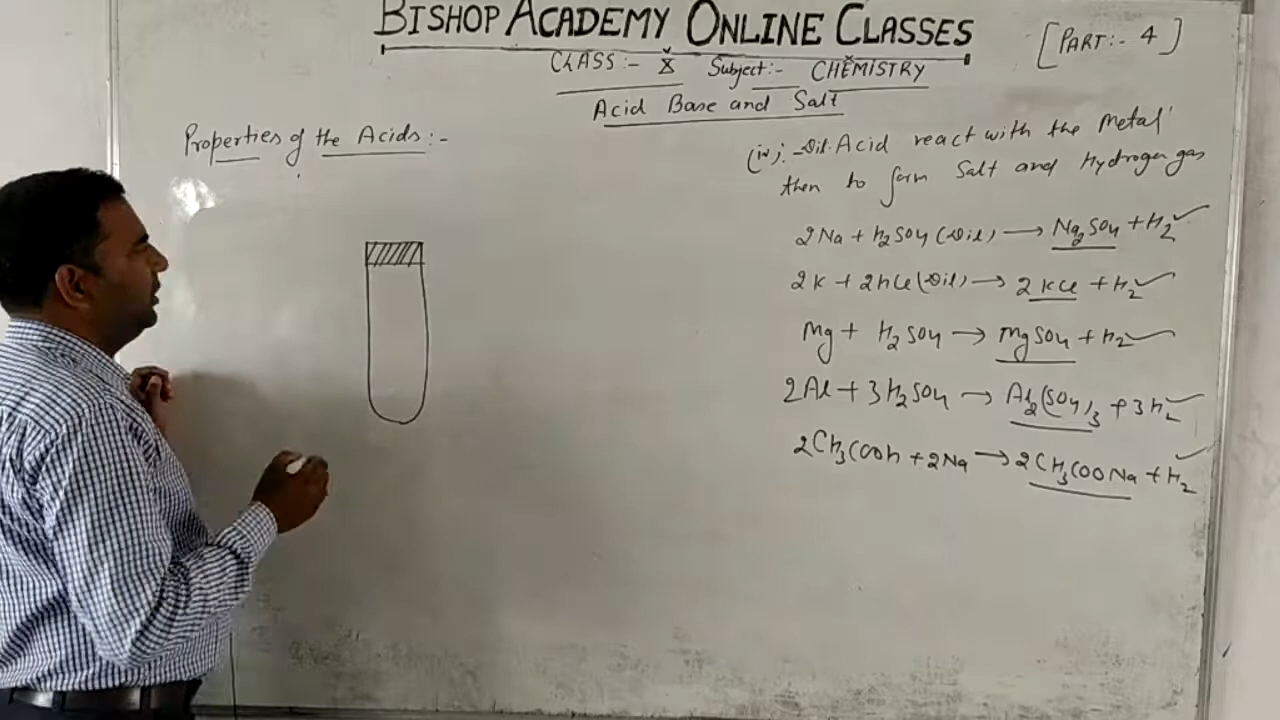 BISHOP ACADEMY ONLINE CLASSES
[PART:- 4]
CLASS:- X Subject:- CHEMISTRY
Acid Base and Salt
Properties of the Acids:-
(iv):- Dil. Acid react with the Metal
then to form Salt and Hydrogen gas
2Na + H2SO4 (Dil) → Na2SO4 + H2
2K + 2HCl (Dil) → 2KCl + H2
Mg + H2SO4 → MgSO4 + H2
2Al + 3H2SO4 → Al2(SO4)3 + 3H2
2CH3COOH + 2Na → 2CH3COONa + H2